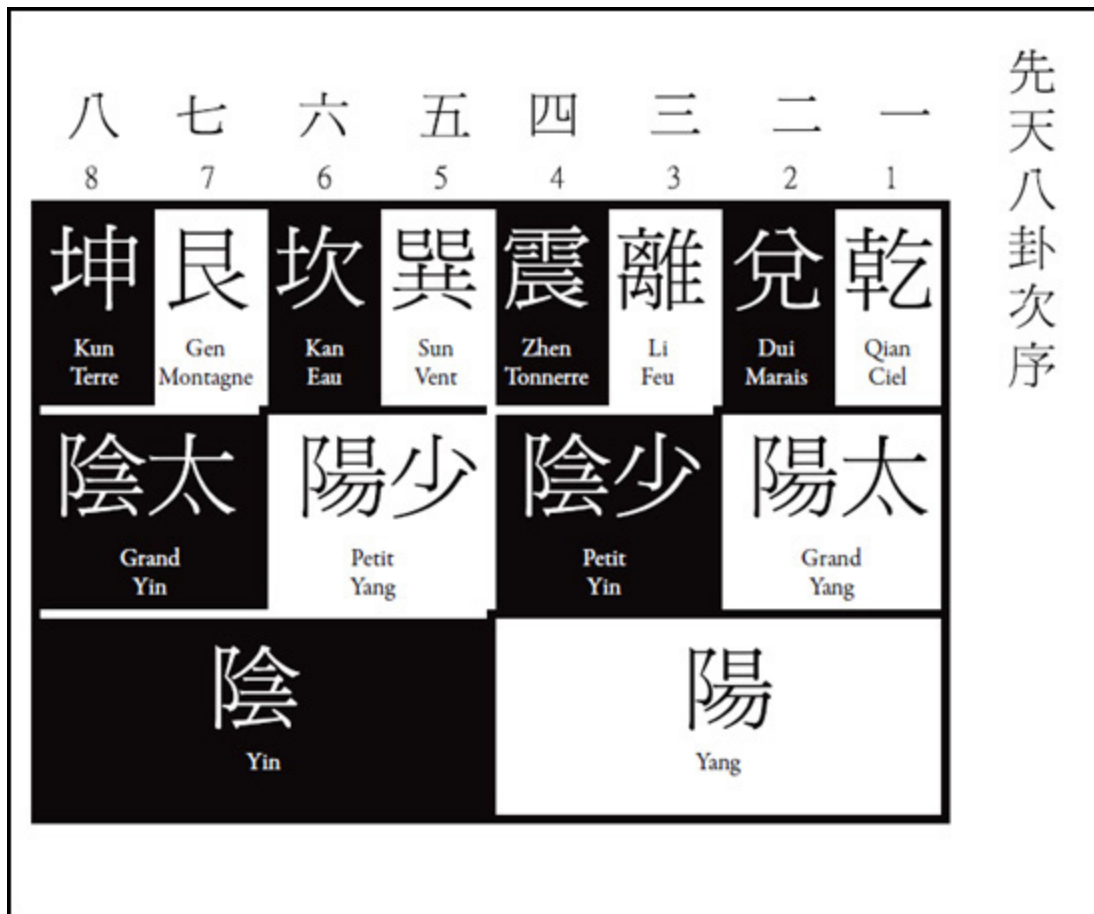 先天八卦次序
八 七 六 五 四 三 二 一
8 7 6 5 4 3 2 1
坤 艮 坎 巽 震 離 兌 乾
Kun Gen Kan Sun Zhen Li Dui Qian
Terre Montagne Eau Vent Tonnerre Feu Marais Ciel
陰太 陽少 陰少 陽太
Grand Petit Petit Grand
Yin Yang Yin Yang
陰 陽
Yin Yang